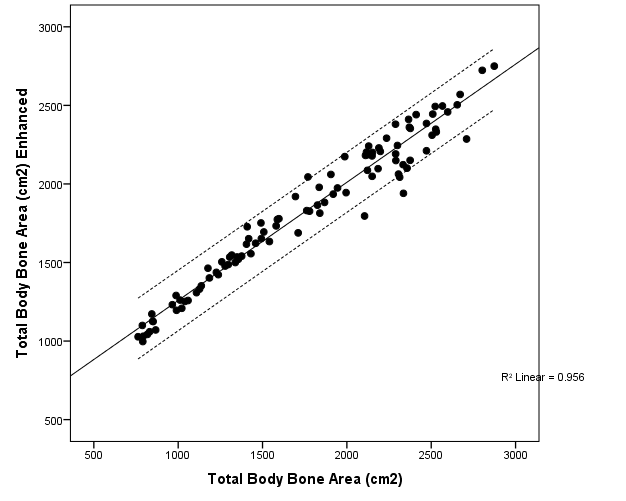 3000
2500
2000
1500
1000
500
Total Body Bone Area (cm2) Enhanced
R² Linear = 0.956
500 1000 1500 2000 2500 3000
Total Body Bone Area (cm2)